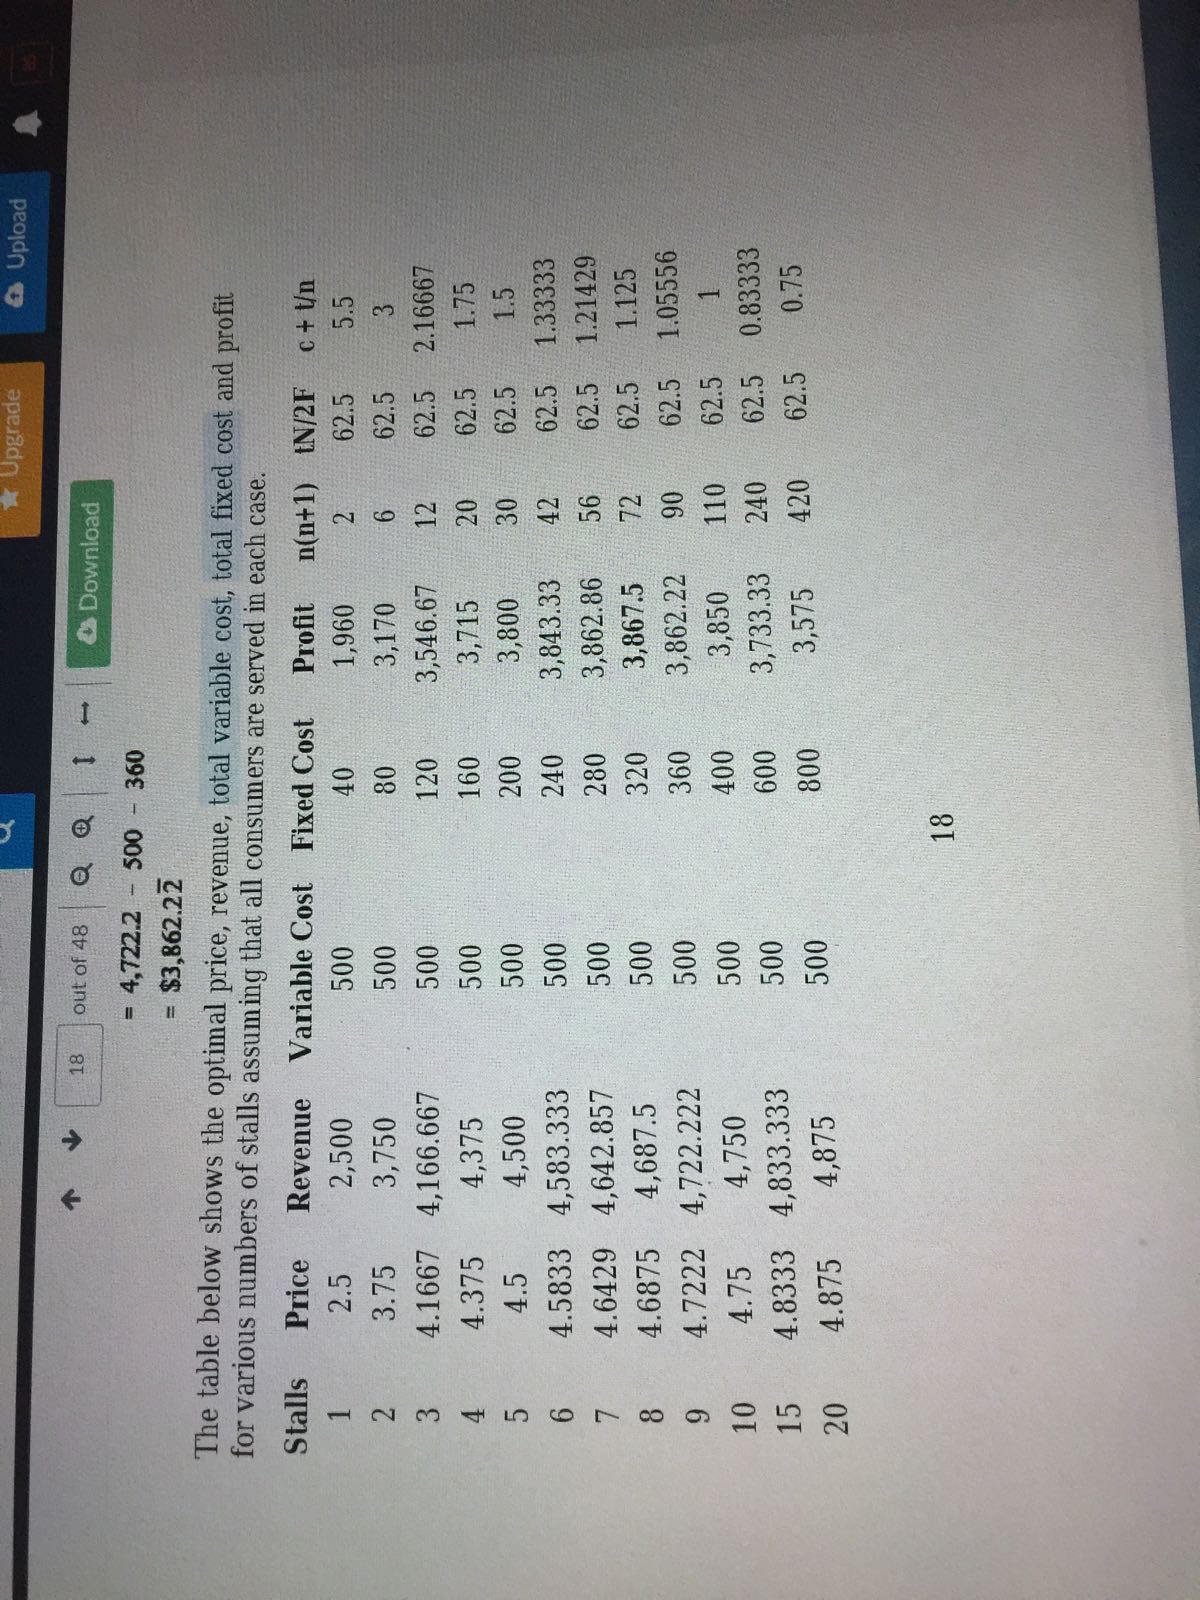 Upgrade Upload
18 out of 48 Download
= 4,722.2 - 500 - 360
= $3,862.22̅
The table below shows the optimal price, revenue, total variable cost, total fixed cost and profit
for various numbers of stalls assuming that all consumers are served in each case.
Stalls Price Revenue Variable Cost Fixed Cost Profit n(n+1) tN/2F c + t/n
1 2.5 2,500 500 40 1,960 2 62.5 5.5
2 3.75 3,750 500 80 3,170 6 62.5 3
3 4.1667 4,166.667 500 120 3,546.67 12 62.5 2.16667
4 4.375 4,375 500 160 3,715 20 62.5 1.75
5 4.5 4,500 500 200 3,800 30 62.5 1.5
6 4.5833 4,583.333 500 240 3,843.33 42 62.5 1.33333
7 4.6429 4,642.857 500 280 3,862.86 56 62.5 1.21429
8 4.6875 4,687.5 500 320 3,867.5 72 62.5 1.125
9 4.7222 4,722.222 500 360 3,862.22 90 62.5 1.05556
10 4.75 4,750 500 400 3,850 110 62.5 1
15 4.8333 4,833.333 500 600 3,733.33 240 62.5 0.83333
20 4.875 4,875 500 800 3,575 420 62.5 0.75
18